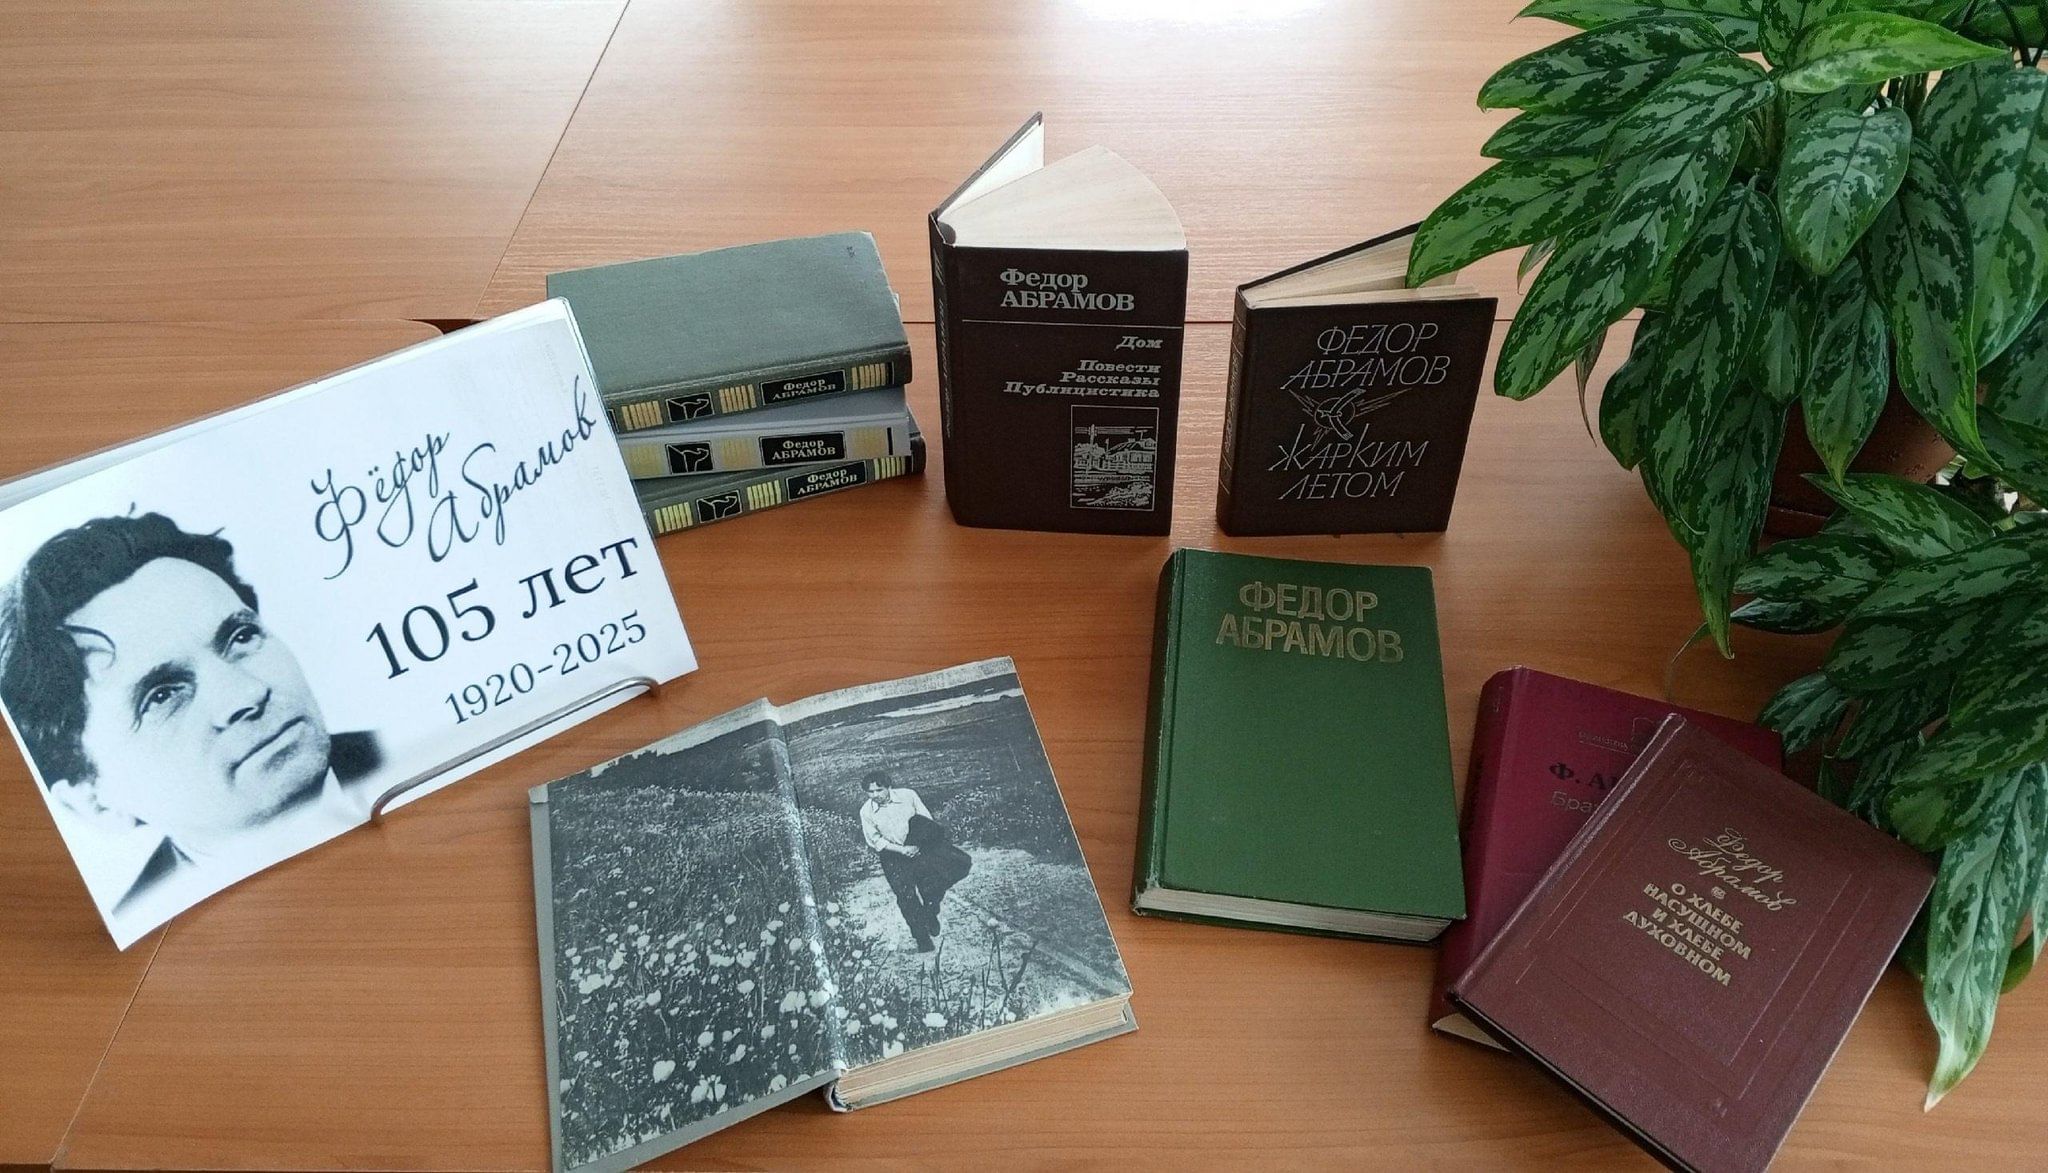 Фёдор
Абрамов
105 лет
1920-2025
Федор
АБРАМОВ
Федор
АБРАМОВ
Федор
АБРАМОВ
Федор
АБРАМОВ
Дом
Повести
Рассказы
Публицистика
ФЕДОР
АБРАМОВ
ЖАРКИМ
ЛЕТОМ
ФЕДОР
АБРАМОВ
Ф.
Федор
Абрамов
О ХЛЕБЕ
НАСУЩНОМ
И ХЛЕБЕ
ДУХОВНОМ